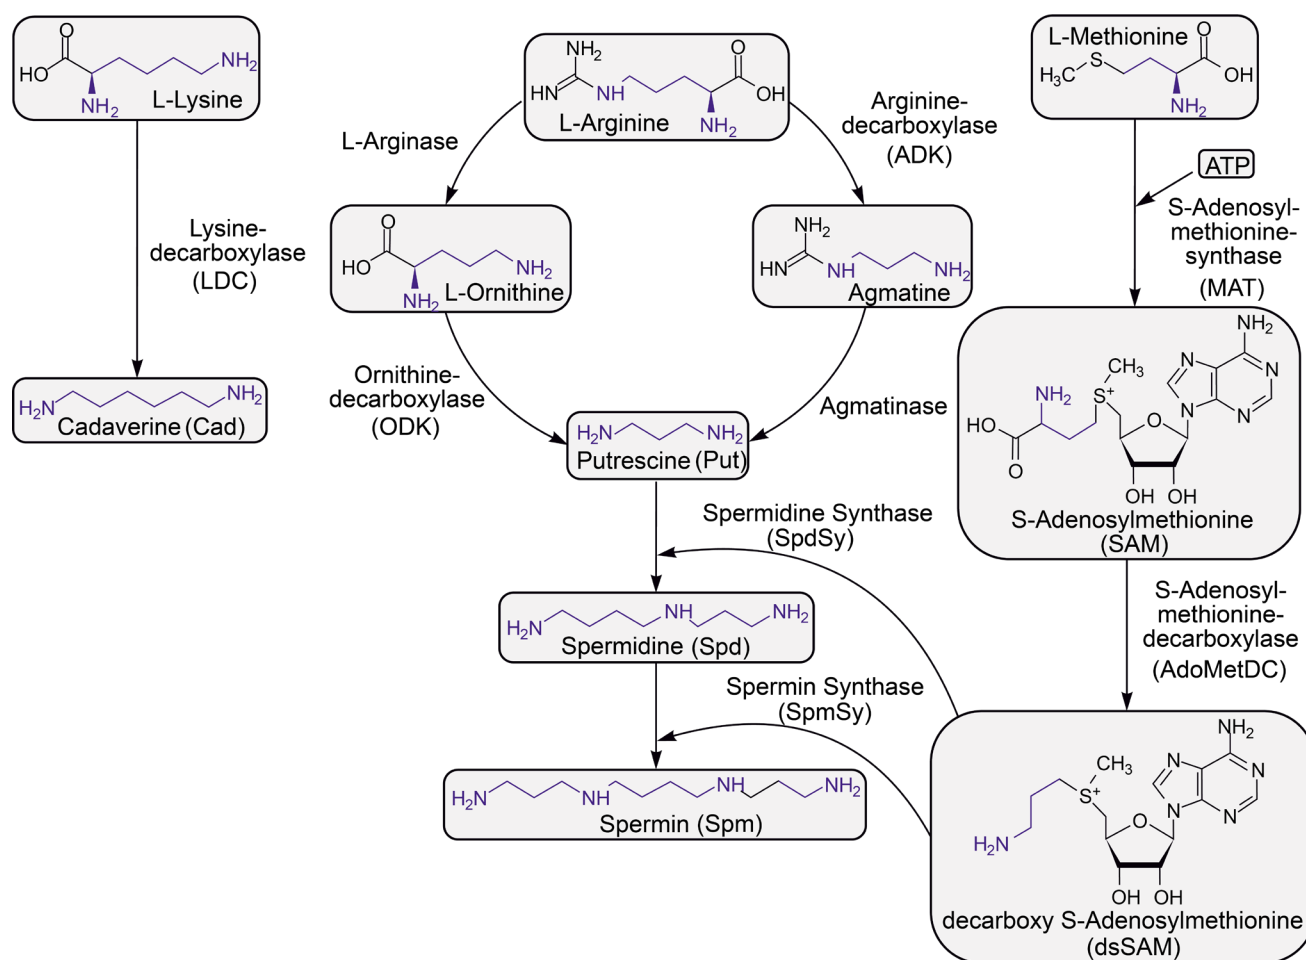 O
HO
NH2
NH2
L-Lysine
Lysine-
decarboxylase
(LDC)
H2N
NH2
Cadaverine (Cad)
NH2
HN
NH
O
OH
NH2
L-Arginine
L-Arginase
Arginine-
decarboxylase
(ADK)
O
HO
NH2
NH2
L-Ornithine
NH2
HN
NH
NH2
Agmatine
Ornithine-
decarboxylase
(ODK)
Agmatinase
H2N
NH2
Putrescine (Put)
Spermidine Synthase
(SpdSy)
H2N
NH
NH2
Spermidine (Spd)
Spermin Synthase
(SpmSy)
H2N
NH
NH
NH2
Spermin (Spm)
L-Methionine
O
H3C
S
OH
NH2
ATP
S-Adenosyl-
methionine-
synthase
(MAT)
NH2
N
N
N
N
CH3
S+
NH2
HO
O
O
OH
OH
S-Adenosylmethionine
(SAM)
S-Adenosyl-
methionine-
decarboxylase
(AdoMetDC)
NH2
N
N
N
N
CH3
S+
H2N
O
OH
OH
decarboxy S-Adenosylmethionine
(dsSAM)